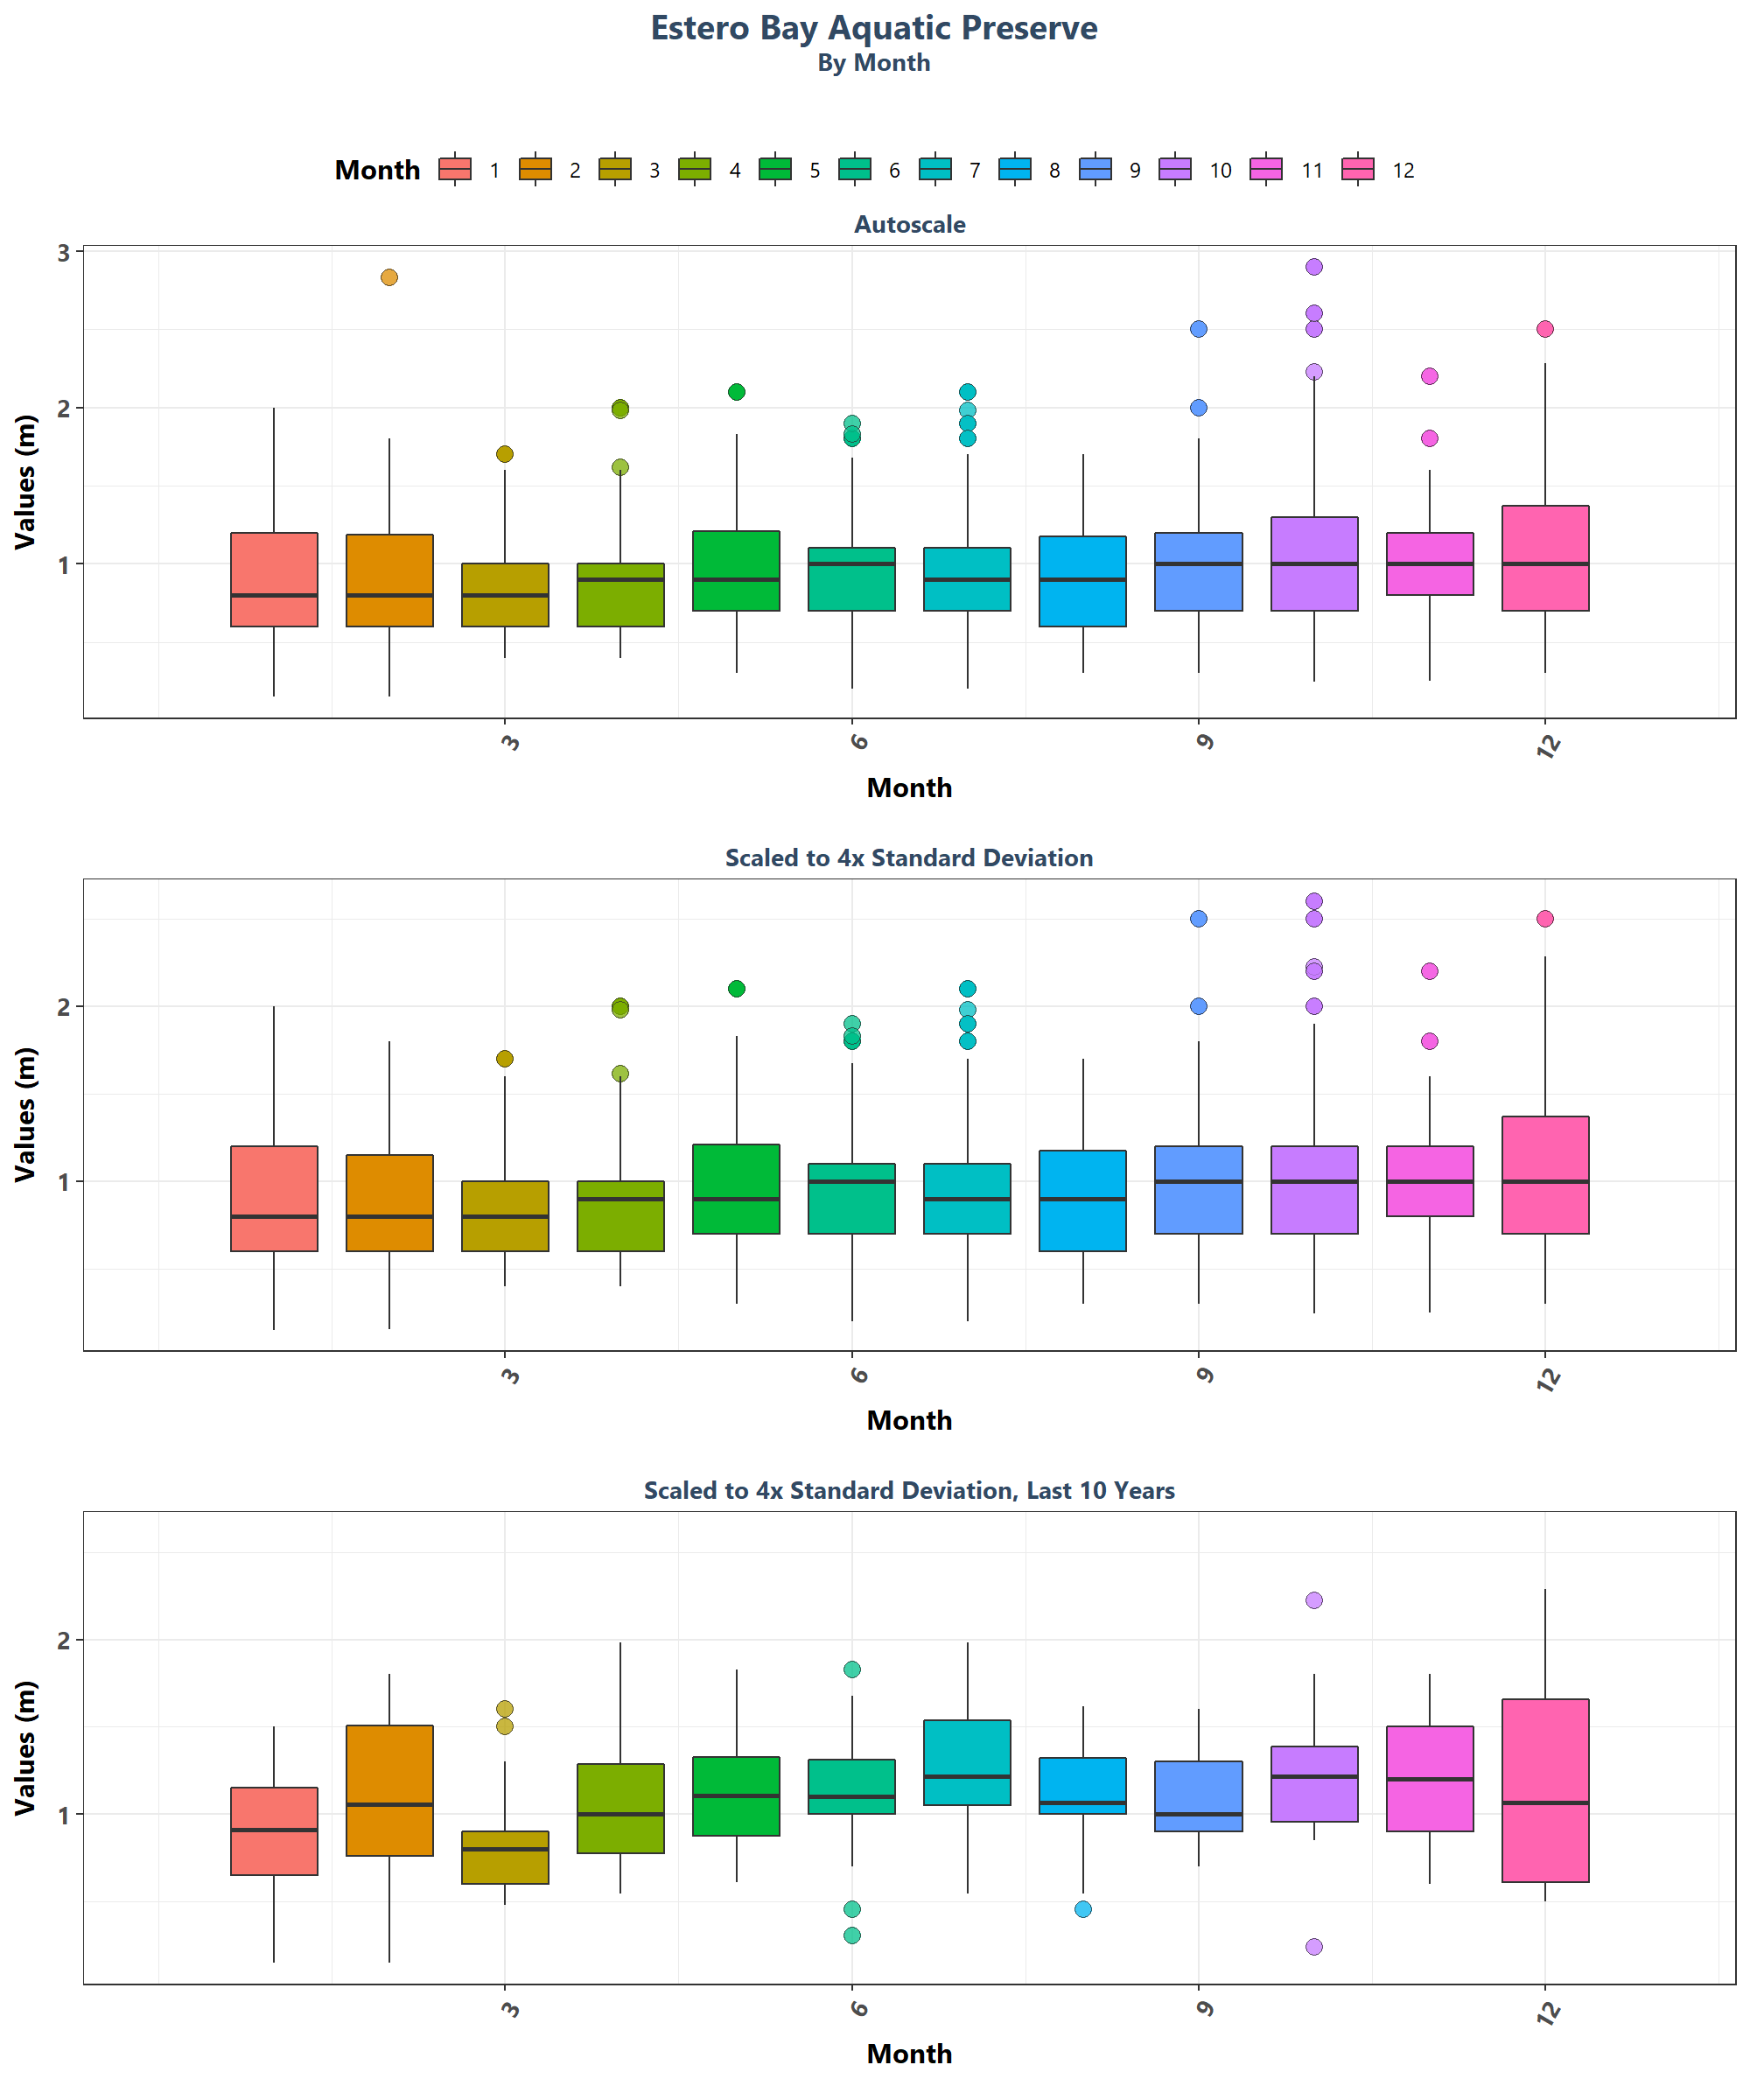 Estero Bay Aquatic Preserve
By Month
Month 1 2 3 4 5 6 7 8 9 10 11 12
Autoscale
Values (m)
3
2
1
3 6 9 12
Month
Scaled to 4x Standard Deviation
Values (m)
2
1
3 6 9 12
Month
Scaled to 4x Standard Deviation, Last 10 Years
Values (m)
2
1
3 6 9 12
Month